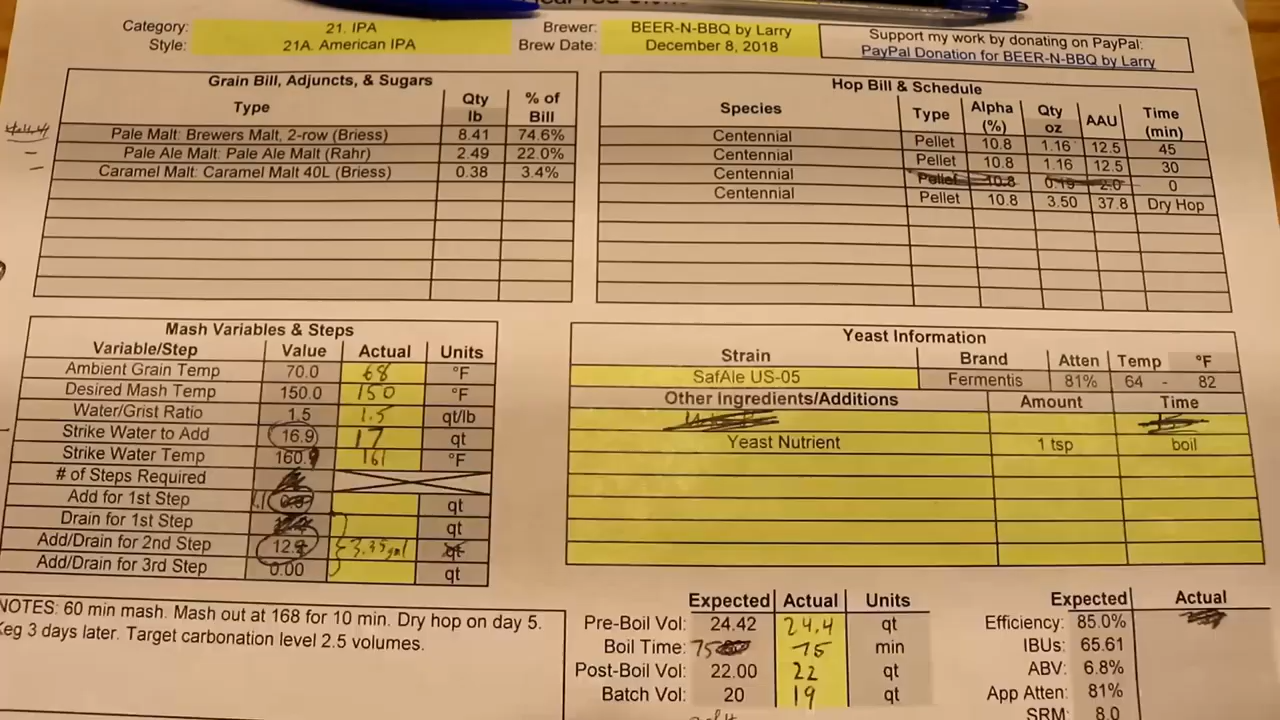 Category: 21. IPA
Style: 21A. American IPA
Brewer: BEER-N-BBQ by Larry
Brew Date: December 8, 2018
Support my work by donating on PayPal:
PayPal Donation for BEER-N-BBQ by Larry
Grain Bill, Adjuncts, & Sugars
Type Qty lb % of Bill
Pale Malt: Brewers Malt, 2-row (Briess) 8.41 74.6%
Pale Ale Malt: Pale Ale Malt (Rahr) 2.49 22.0%
Caramel Malt: Caramel Malt 40L (Briess) 0.38 3.4%
Hop Bill & Schedule
Species Type Alpha (%) Qty oz AAU Time (min)
Centennial Pellet 10.8 1.16 12.5 45
Centennial Pellet 10.8 1.16 12.5 30
Centennial Pellet 10.8 0.19 2.0 0
Centennial Pellet 10.8 3.50 37.8 Dry Hop
Mash Variables & Steps
Variable/Step Value Actual Units
Ambient Grain Temp 70.0 68 °F
Desired Mash Temp 150.0 150 °F
Water/Grist Ratio 1.5 1.5 qt/lb
Strike Water to Add 16.9 17 qt
Strike Water Temp 160.9 161 °F
# of Steps Required
Add for 1st Step qt
Drain for 1st Step qt
Add/Drain for 2nd Step 3.35 gal qt
Add/Drain for 3rd Step 0.00 qt
Yeast Information
Strain Brand Atten Temp °F
SafAle US-05 Fermentis 81% 64 - 82
Other Ingredients/Additions Amount Time
Yeast Nutrient 1 tsp boil
NOTES: 60 min mash. Mash out at 168 for 10 min. Dry hop on day 5.
Keg 3 days later. Target carbonation level 2.5 volumes.
Expected Actual Units
Pre-Boil Vol: 24.42 24.4 qt
Boil Time: 75 75 min
Post-Boil Vol: 22.00 22 qt
Batch Vol: 20 19 qt
Expected Actual
Efficiency: 85.0%
IBUs: 65.61
ABV: 6.8%
App Atten: 81%
SRM: 8.0